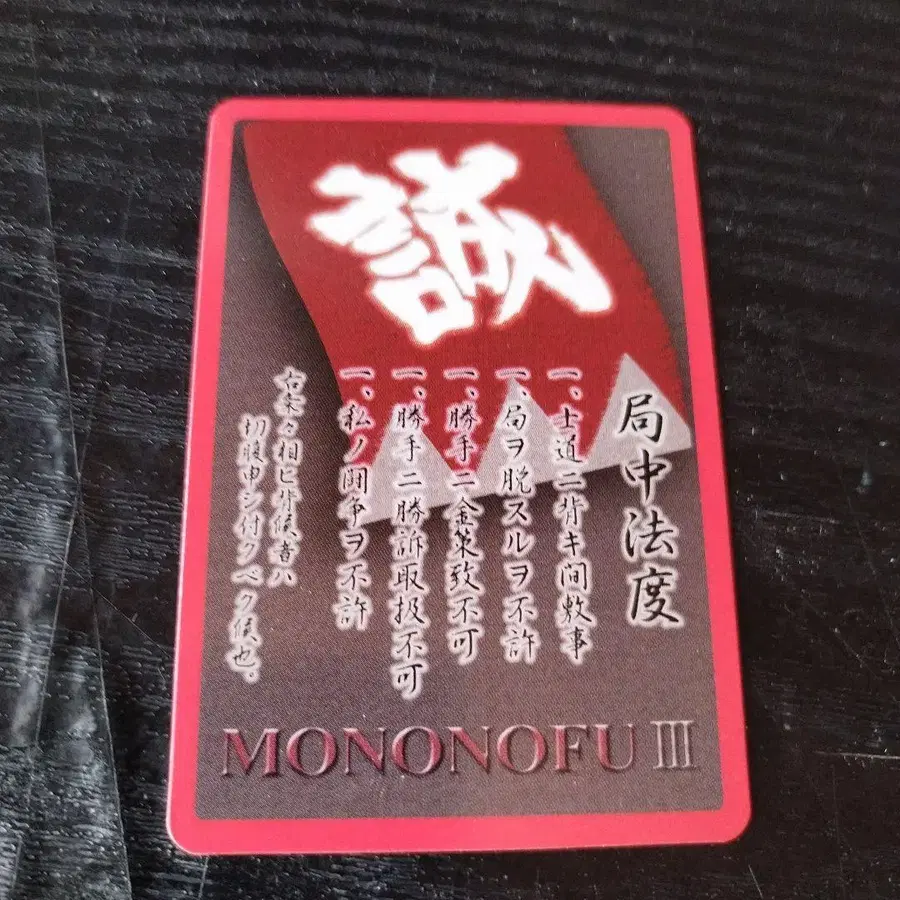 誠
局中法度
一、士道ニ背キ間敷事
一、局ヲ脱スルヲ不許
一、勝手ニ金策致不可
一、勝手ニ勝訴取扱不可
一、私ノ闘争ヲ不許
右条々相ヒ背候者ハ
切腹申シ付クベク候也。
MONONOFU III